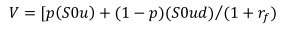 V = [p(S0u) + (1 − p)(S0ud)/(1 + r_f)